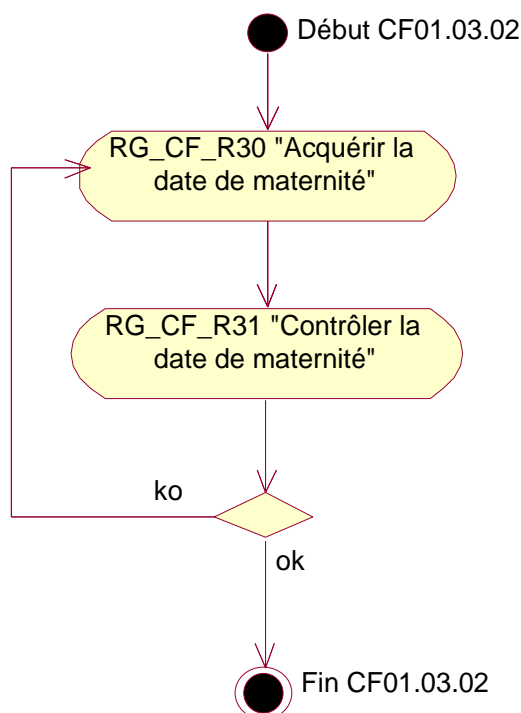 Début CF01.03.02
RG_CF_R30 "Acquérir la
date de maternité"
RG_CF_R31 "Contrôler la
date de maternité"
ko
ok
Fin CF01.03.02